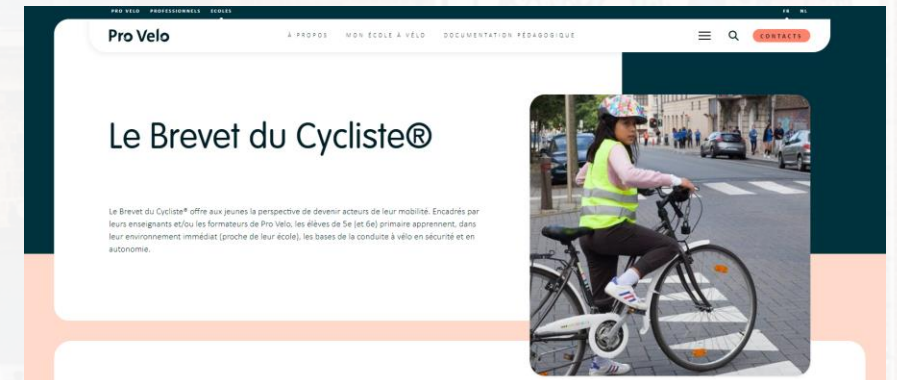 PRO VELO PROFESSIONNELS ÉCOLES FR NL
Pro Velo À PROPOS MON ÉCOLE À VÉLO DOCUMENTATION PÉDAGOGIQUE CONTACTS
Le Brevet du Cycliste®
Le Brevet du Cycliste® offre aux jeunes la perspective de devenir acteurs de leur mobilité. Encadrés par
leurs enseignants et/ou les formateurs de Pro Velo, les élèves de 5e (et 6e) primaire apprennent, dans
leur environnement immédiat (proche de leur école), les bases de la conduite à vélo en sécurité et en
autonomie.